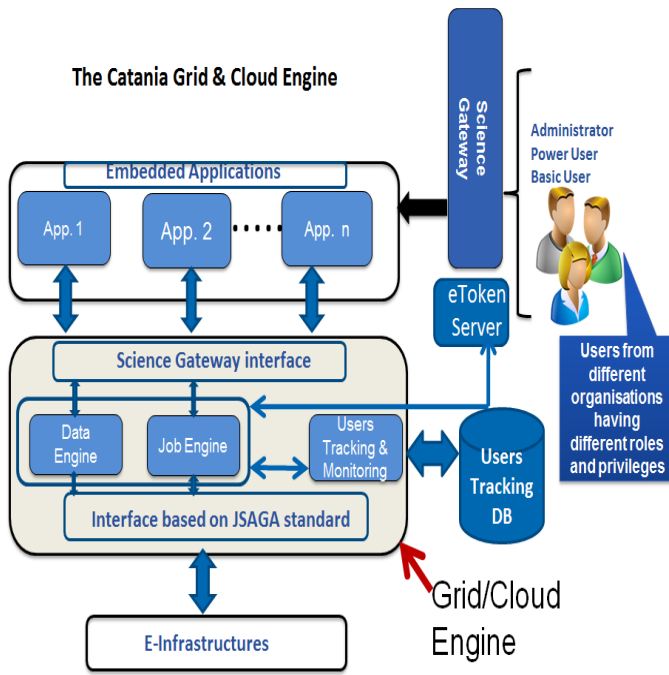 The Catania Grid & Cloud Engine
Science
Gateway
Administrator
Power User
Basic User
Embedded Applications
App. 1
App. 2
App. n
eToken
Server
Users from
different
organisations
having
different roles
and privileges
Science Gateway interface
Data
Engine
Job Engine
Users
Tracking &
Monitoring
Users
Tracking
DB
Interface based on JSAGA standard
Grid/Cloud
Engine
E-Infrastructures